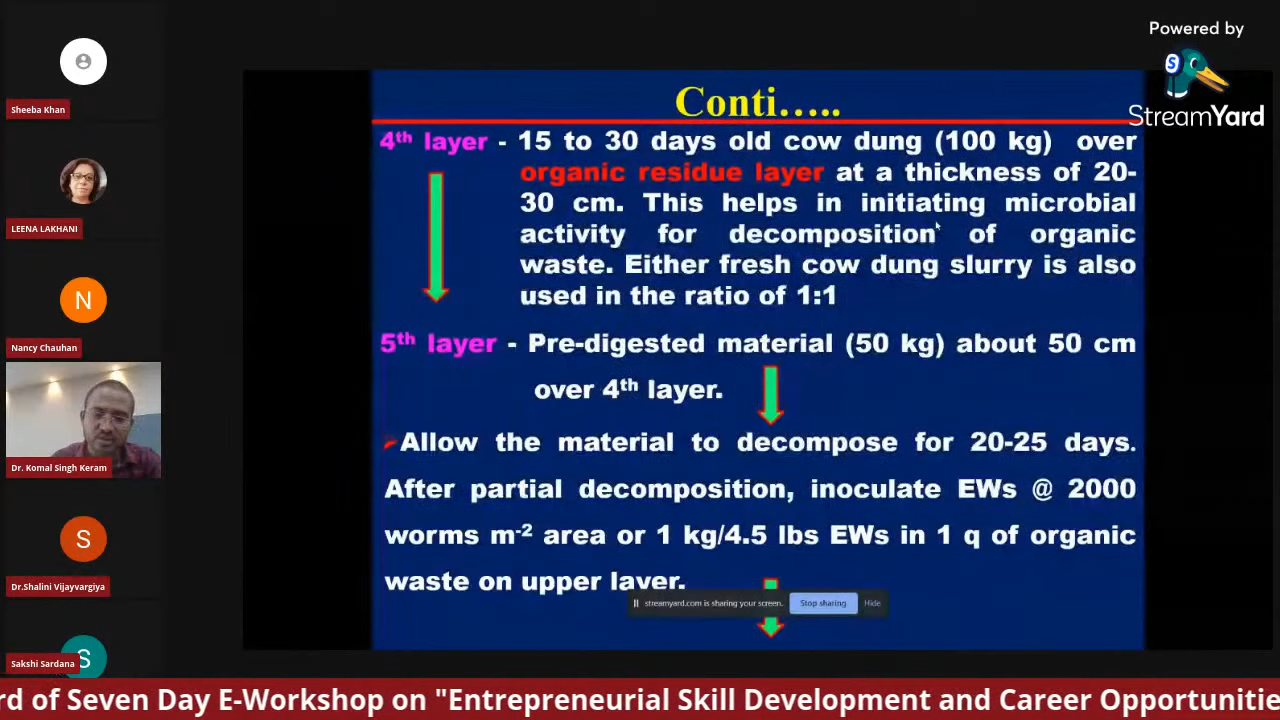 Powered by
StreamYard
Sheeba Khan
LEENA LAKHANI
N
Nancy Chauhan
Dr. Komal Singh Keram
S
Dr.Shalini Vijayvargiya
S
Sakshi Sardana
Conti.....
4th layer - 15 to 30 days old cow dung (100 kg) over
organic residue layer at a thickness of 20-
30 cm. This helps in initiating microbial
activity for decomposition of organic
waste. Either fresh cow dung slurry is also
used in the ratio of 1:1
5th layer - Pre-digested material (50 kg) about 50 cm
over 4th layer.
Allow the material to decompose for 20-25 days.
After partial decomposition, inoculate EWs @ 2000
worms m-2 area or 1 kg/4.5 lbs EWs in 1 q of organic
waste on upper layer.
streamyard.com is sharing your screen.
Stop sharing
Hide
rd of Seven Day E-Workshop on "Entrepreneurial Skill Development and Career Opportunitie